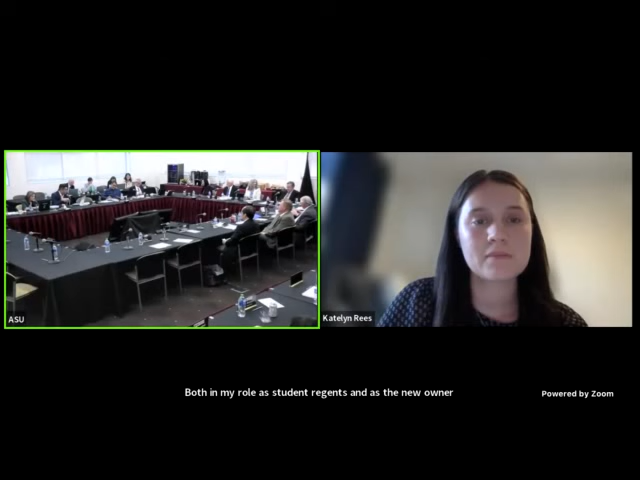 ASU
Katelyn Rees
Both in my role as student regents and as the new owner
Powered by Zoom